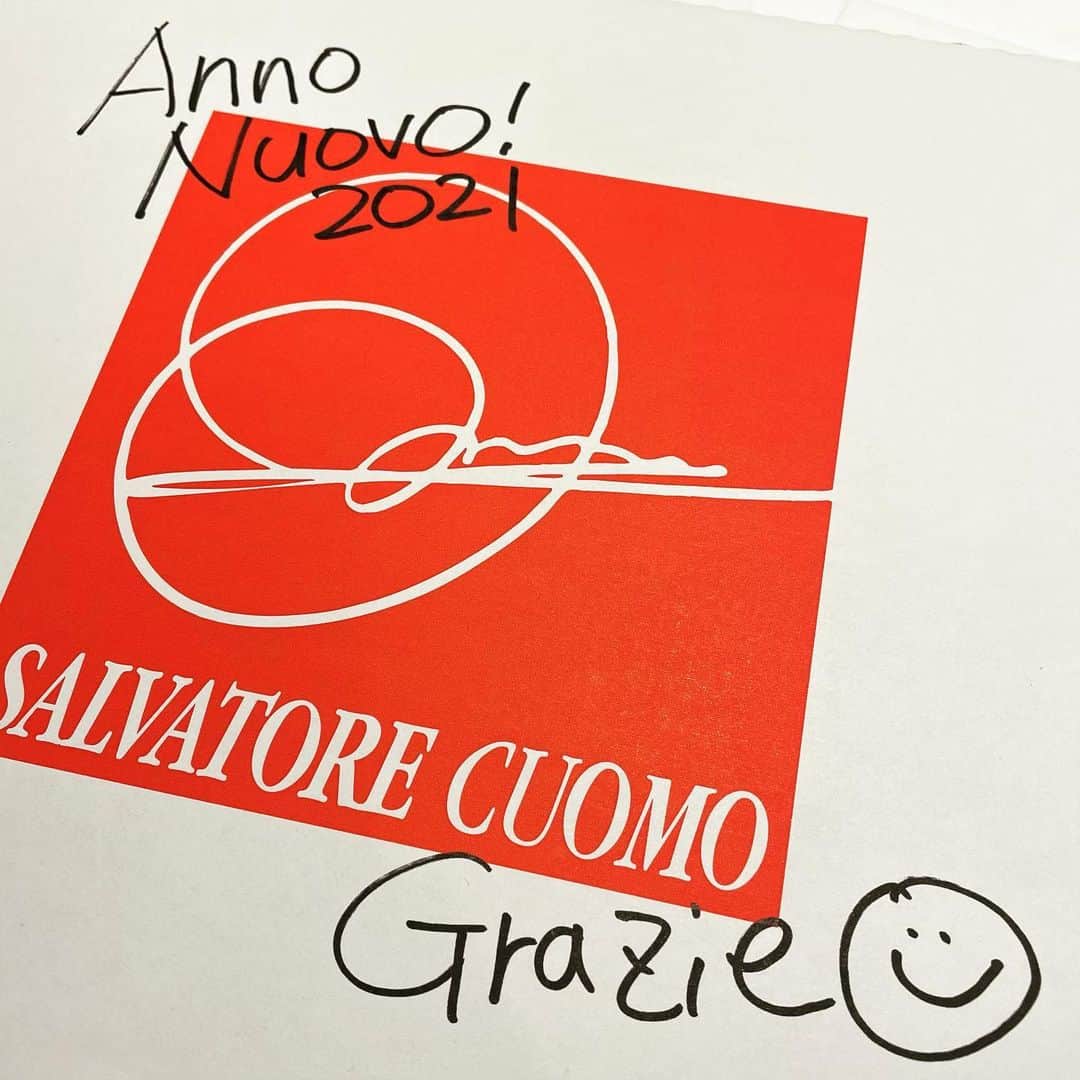 Anno
Nuovo!
2021
SALVATORE CUOMO
Grazie